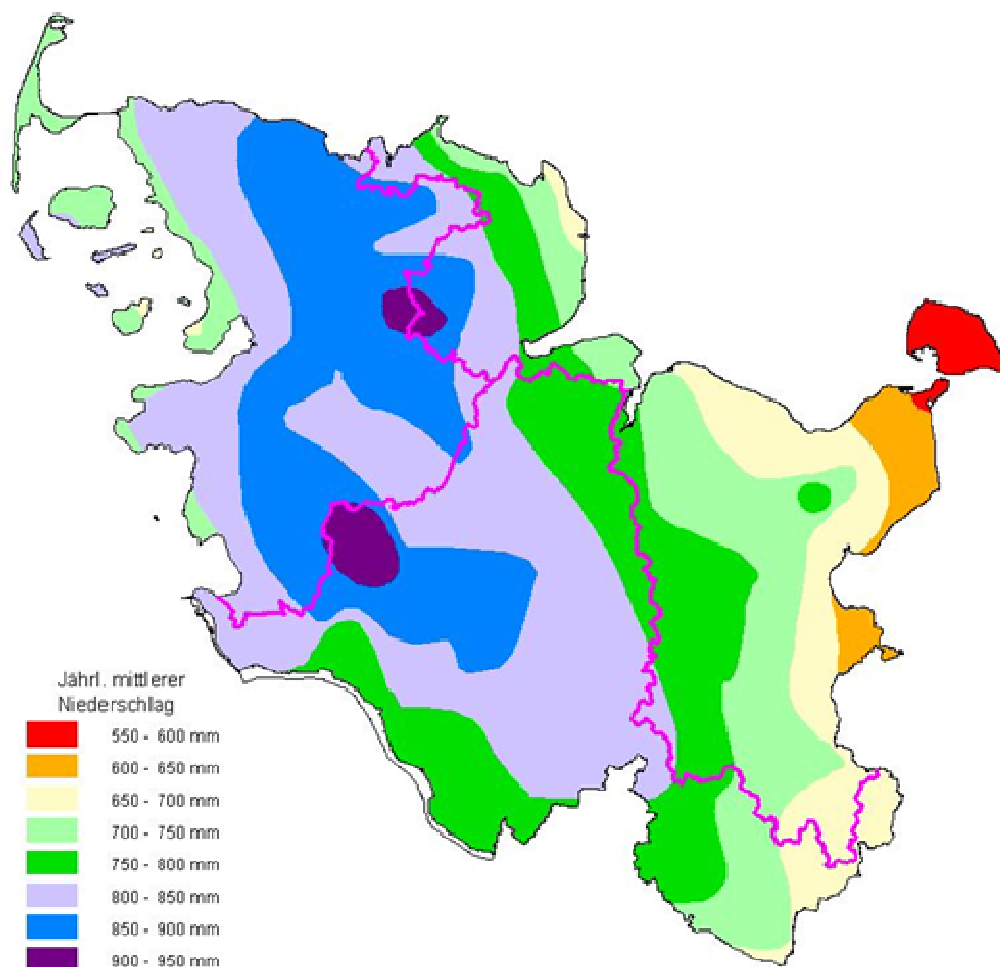 Jährl. mittlerer
Niederschllag
550 - 600 mm
600 - 650 mm
650 - 700 mm
700 - 750 mm
750 - 800 mm
800 - 850 mm
850 - 900 mm
900 - 950 mm